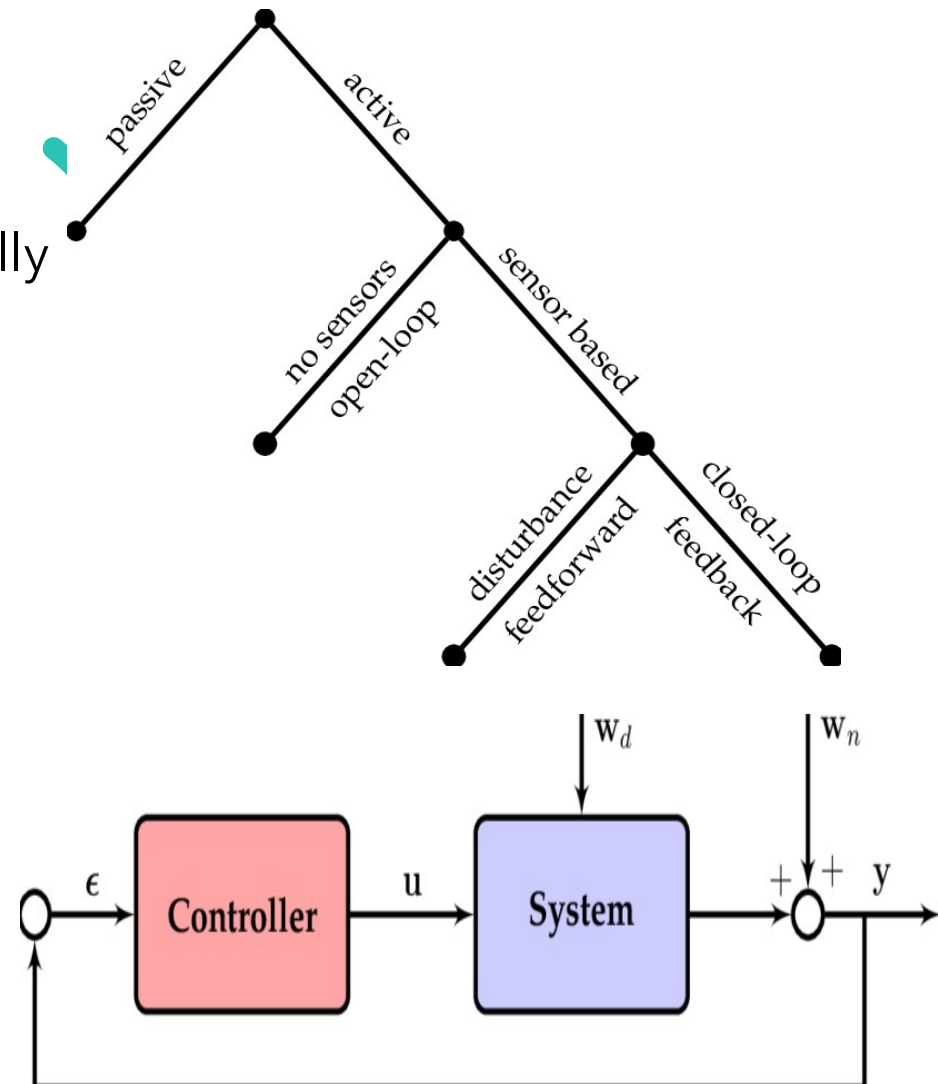 passive
active
lly
no sensors
open-loop
sensor based
disturbance
feedforward
closed-loop
feedback
w_d
w_n
ϵ
Controller
u
System
+
+
y